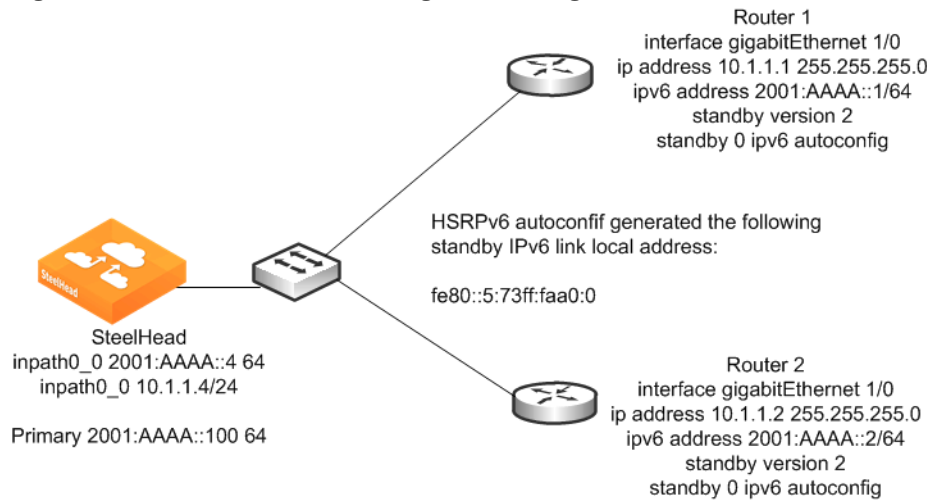 Router 1
interface gigabitEthernet 1/0
ip address 10.1.1.1 255.255.255.0
ipv6 address 2001:AAAA::1/64
standby version 2
standby 0 ipv6 autoconfig
HSRPv6 autoconfif generated the following
standby IPv6 link local address:
fe80::5:73ff:faa0:0
SteelHead
SteelHead
inpath0_0 2001:AAAA::4 64
inpath0_0 10.1.1.4/24
Primary 2001:AAAA::100 64
Router 2
interface gigabitEthernet 1/0
ip address 10.1.1.2 255.255.255.0
ipv6 address 2001:AAAA::2/64
standby version 2
standby 0 ipv6 autoconfig